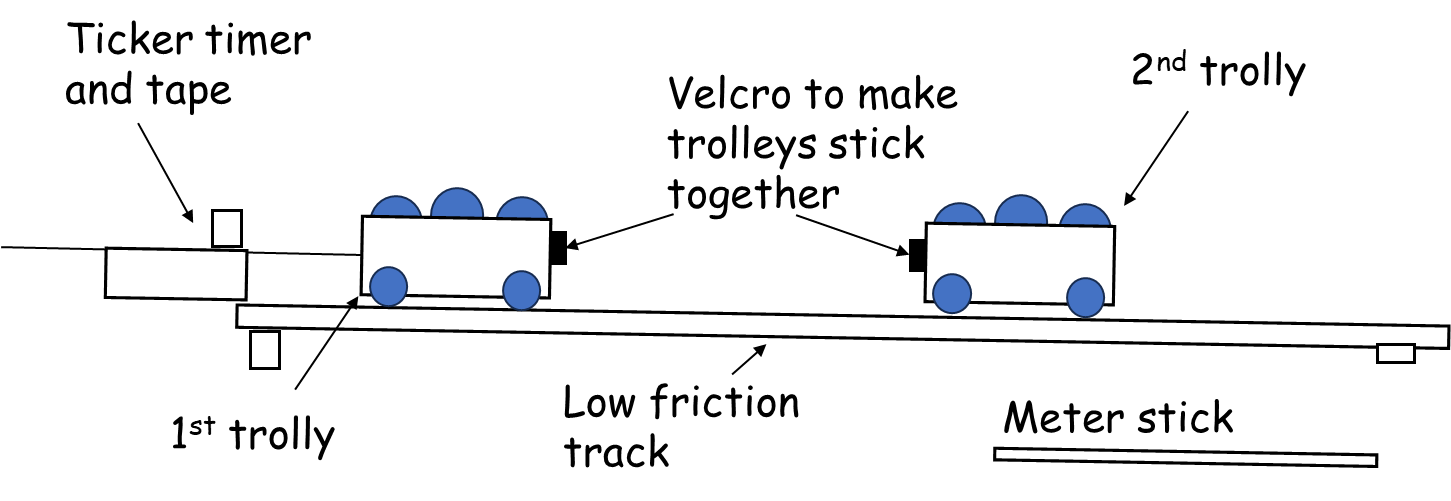 Ticker timer
and tape
Velcro to make
trolleys stick
together
2nd trolly
1st trolly
Low friction
track
Meter stick